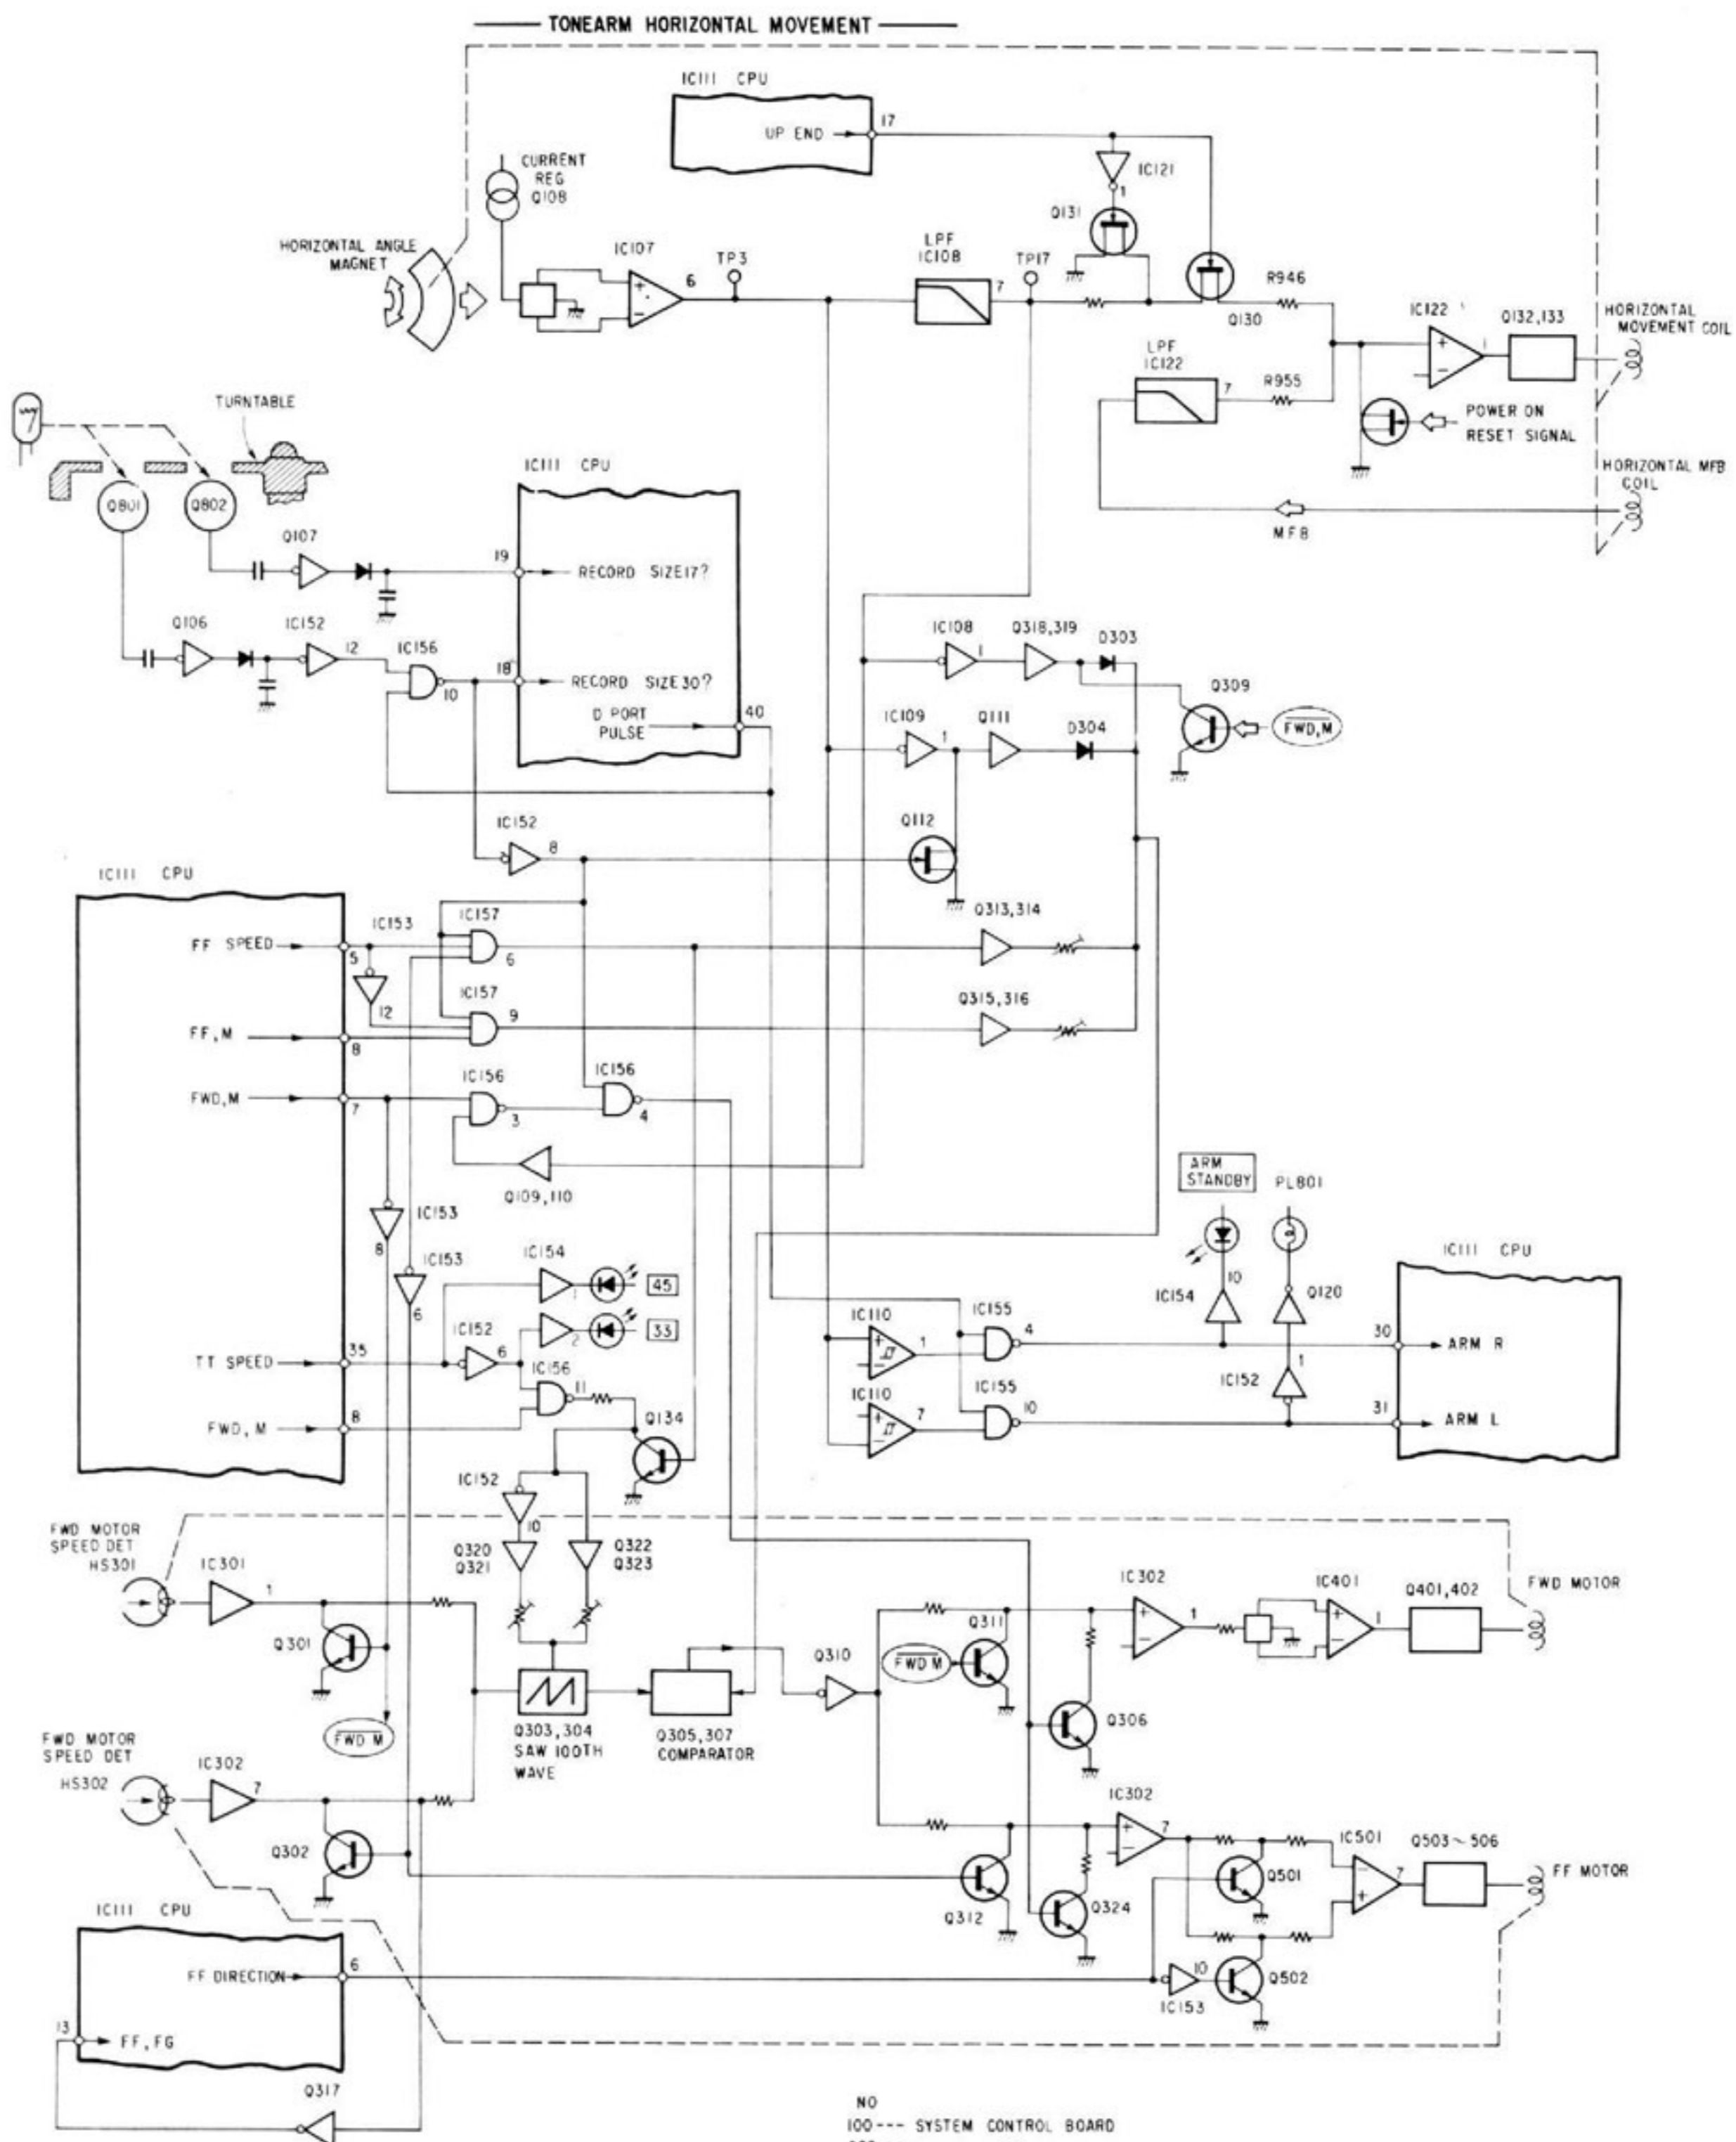 TONEARM HORIZONTAL MOVEMENT
IC111 CPU
UP END
17
CURRENT
REG
Q108
IC121
1
Q131
HORIZONTAL ANGLE
MAGNET
IC107
6
TP3
LPF
IC108
7
TP17
R946
Q130
IC122
1
Q132,133
HORIZONTAL
MOVEMENT COIL
LPF
IC122
7
R955
POWER ON
RESET SIGNAL
TURNTABLE
Q801
Q802
HORIZONTAL MFB
COIL
MFB
IC111 CPU
Q107
19
RECORD SIZE17?
Q106
IC152
12
IC156
10
18
RECORD SIZE30?
D PORT
PULSE
40
IC108
1
Q318,319
D303
Q309
FWD,M
IC109
1
Q111
D304
IC152
8
Q112
IC111 CPU
FF SPEED
5
IC153
12
IC157
6
Q313,314
IC157
9
Q315,316
FF,M
8
FWD,M
7
IC156
3
IC156
4
Q109,110
IC153
8
IC153
6
ARM
STANDBY
PL801
IC154
1
45
2
33
IC111 CPU
IC154
10
Q120
TT SPEED
35
IC152
6
IC156
11
IC110
1
IC155
4
30
ARM R
IC152
1
IC110
7
IC155
10
31
ARM L
FWD, M
8
Q134
IC152
10
FWD MOTOR
SPEED DET
HS301
IC301
1
Q320
Q321
Q322
Q323
Q301
IC302
1
IC401
1
Q401,402
FWD MOTOR
Q311
FWD M
Q310
Q306
FWD M
Q303,304
SAW 100TH
WAVE
Q305,307
COMPARATOR
FWD MOTOR
SPEED DET
HS302
IC302
7
Q302
IC302
7
IC501
7
Q503~506
FF MOTOR
Q501
Q312
Q324
IC111 CPU
FF DIRECTION
6
10
IC153
Q502
13
FF,FG
Q317
NO
100 --- SYSTEM CONTROL BOARD